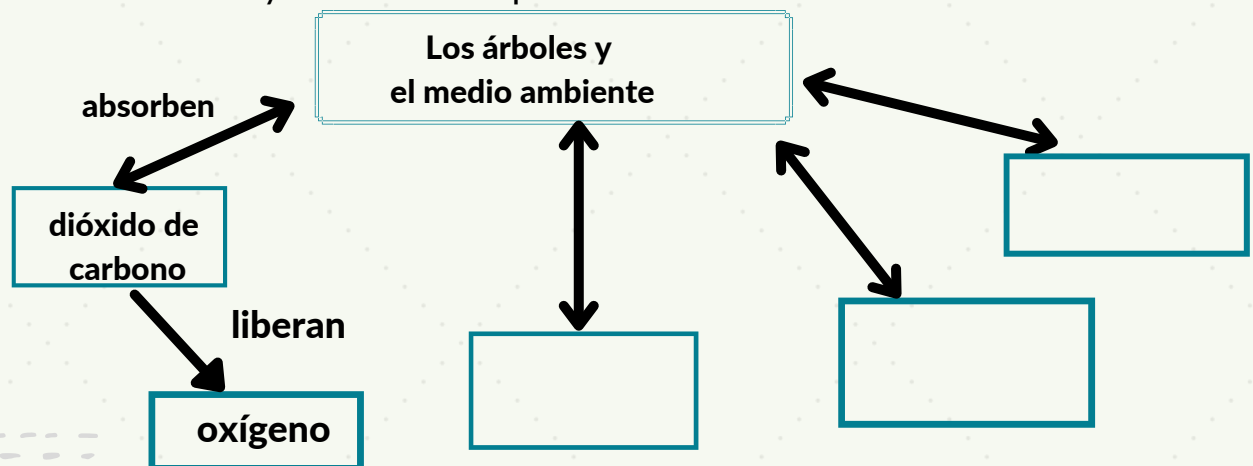 Los árboles y
el medio ambiente
absorben
dióxido de
carbono
liberan
oxígeno